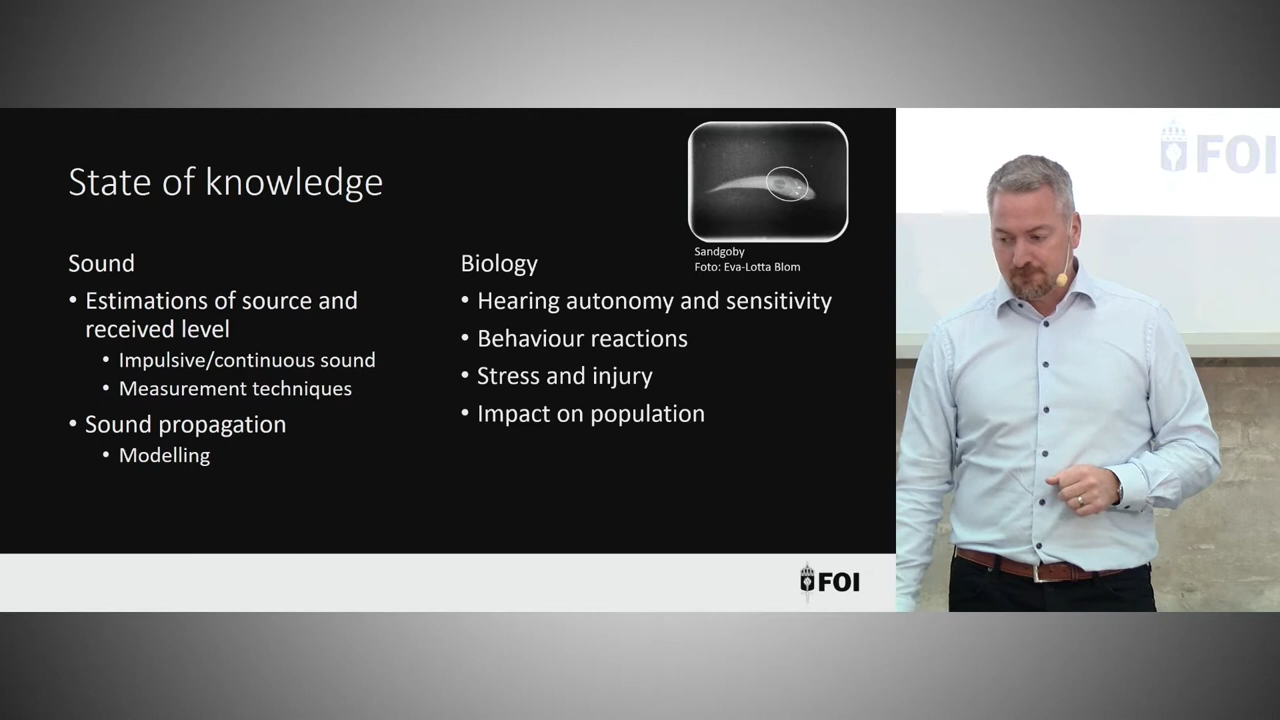 State of knowledge
Sandgoby
Foto: Eva-Lotta Blom
Sound
• Estimations of source and
received level
• Impulsive/continuous sound
• Measurement techniques
• Sound propagation
• Modelling
Biology
• Hearing autonomy and sensitivity
• Behaviour reactions
• Stress and injury
• Impact on population
FOI
FOI